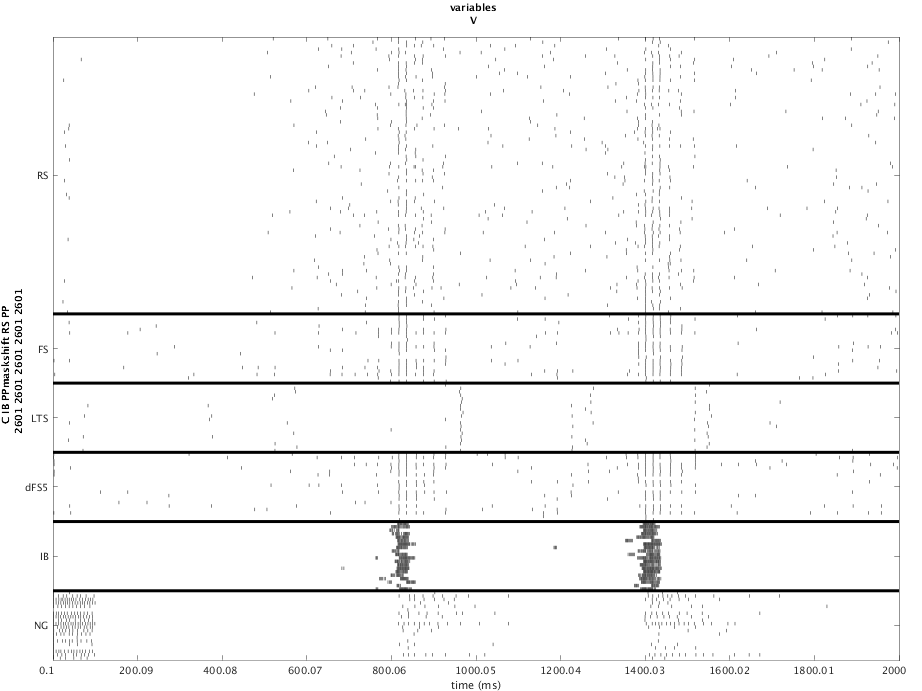 variables
V
C IB PPmaskshift RS PP
2601 2601 2601 2601 2601
RS
FS
LTS
dFS5
IB
NG
0.1 200.09 400.08 600.07 800.06 1000.05 1200.04 1400.03 1600.02 1800.01 2000
time (ms)